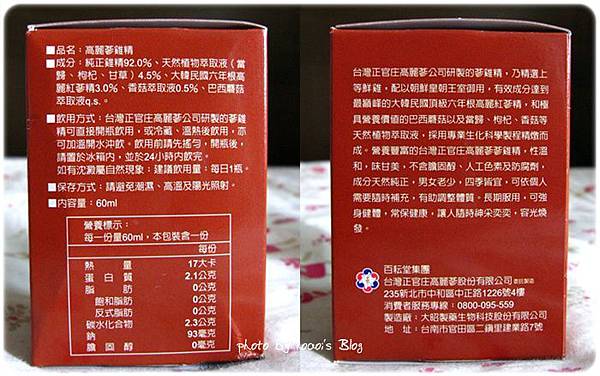 ■品名：高麗蔘雞精
■成分：純正雞精92.0%、天然植物萃取液（當
歸、枸杞、甘草）4.5%、大韓民國六年根高
麗紅蔘精3.0%、香菇萃取液0.5%、巴西蘑菇
萃取液q.s.。
■飲用方式：台灣正官庄高麗蔘公司研製的蔘雞
精可直接開瓶飲用，或冷藏、溫熱後飲用，亦
可加溫開水沖飲。飲用前請先搖勻，開瓶後，
請置於冰箱內，並於24小時內飲完。
如有沈澱屬自然現象；建議飲用量：每日1瓶。
■保存方式：請避免潮濕、高溫及陽光照射。
■內容量：60ml
營養標示：
每一份量60ml，本包裝含一份
每份
熱量 17大卡
蛋白質 2.1公克
脂肪 0公克
飽和脂肪 0公克
反式脂肪 0公克
碳水化合物 2.3公克
鈉 93毫克
膽固醇 0毫克
台灣正官庄高麗蔘公司研製的蔘雞精，乃精選上
等鮮雞，配以朝鮮皇朝王室御用，有效成分達到
最巔峰的大韓民國頂級六年根高麗紅蔘精，和極
具營養價值的巴西蘑菇以及當歸、枸杞、香菇等
天然植物萃取液，採用專業生化科學製程精燉而
成。營養豐富的台灣正官庄高麗蔘雞精，性溫
和，味甘美，不含膽固醇、人工色素及防腐劑，
成分天然純正，男女老少，四季皆宜，可依個人
需要隨時補充，有助調整體質。長期服用，可強
身健體，常保健康，讓人隨時神采奕奕，容光煥
發。
百耘堂集團
台灣正官庄高麗蔘股份有限公司 委託製造
235新北市中和區中正路1226號4樓
消費者服務專線：0800-095-559
製造廠：大昭製藥生物科技股份有限公司
地址：台南市官田區二鎮里建業路7號
photo by yoyoi's Blog